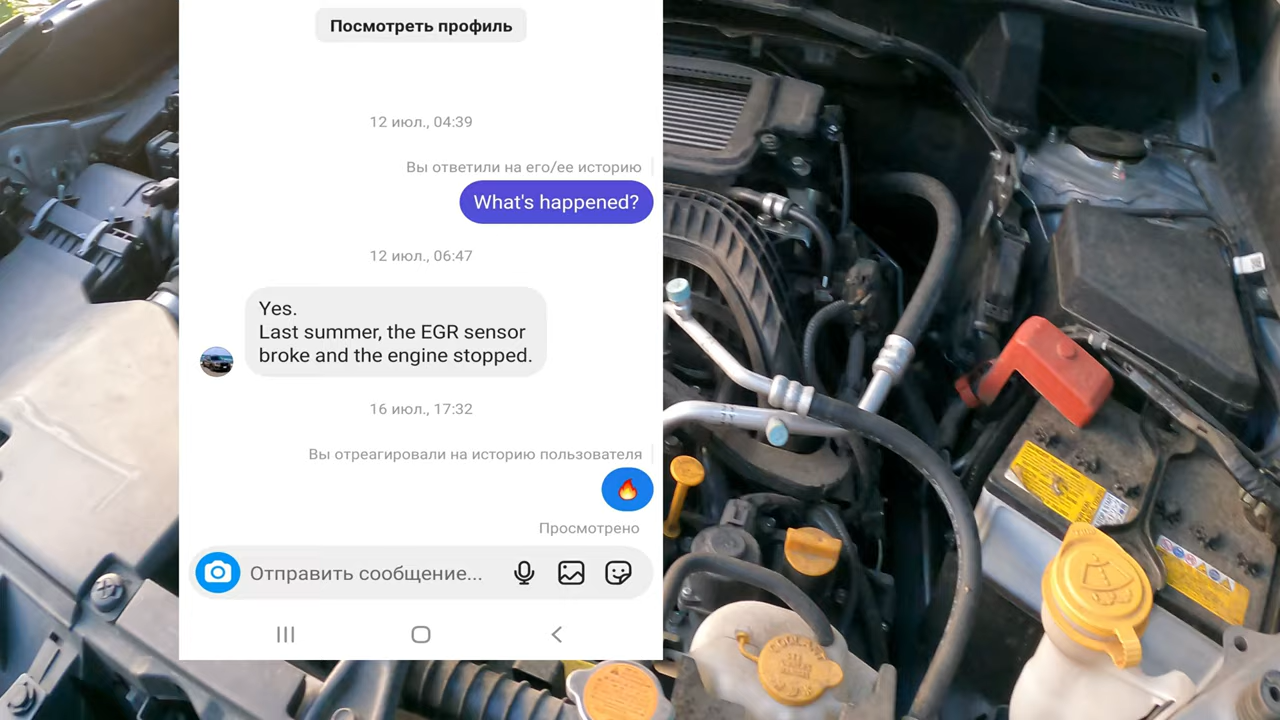 Посмотреть профиль
12 июл., 04:39
Вы ответили на его/ее историю
What's happened?
12 июл., 06:47
Yes.
Last summer, the EGR sensor
broke and the engine stopped.
16 июл., 17:32
Вы отреагировали на историю пользователя
Просмотрено
Отправить сообщение...